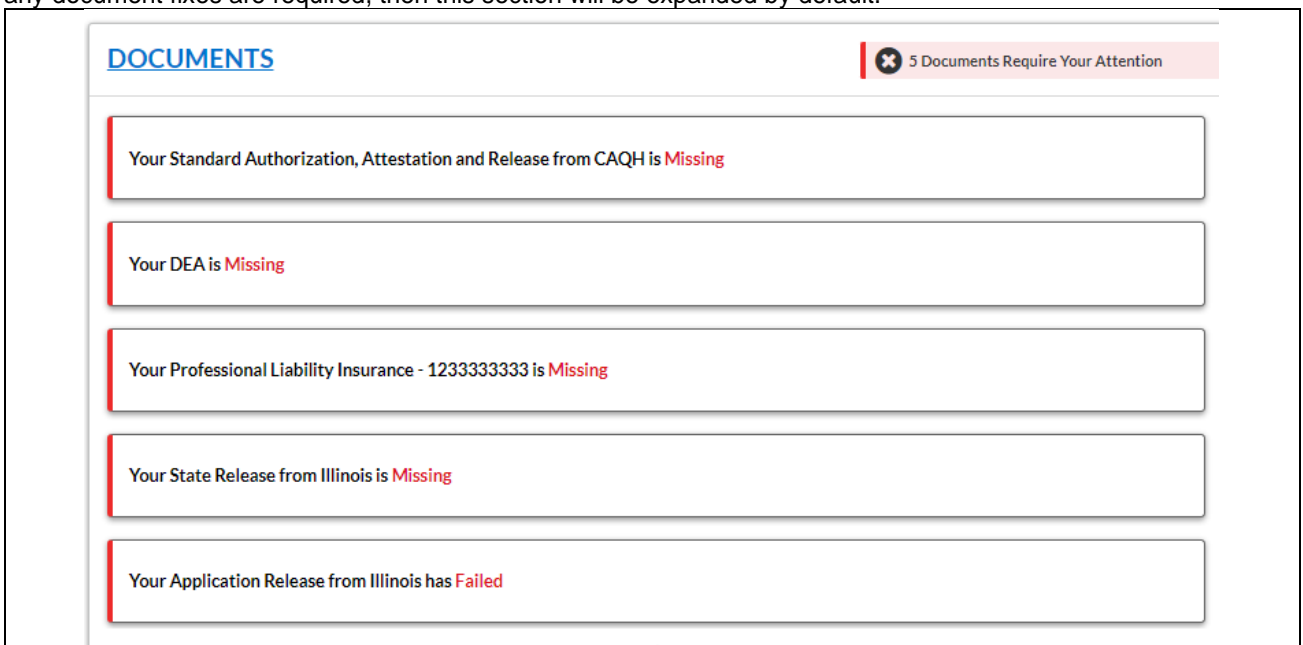 any document fixes are required, then this section will be expanded by default.
DOCUMENTS
5 Documents Require Your Attention
Your Standard Authorization, Attestation and Release from CAQH is Missing
Your DEA is Missing
Your Professional Liability Insurance - 1233333333 is Missing
Your State Release from Illinois is Missing
Your Application Release from Illinois has Failed